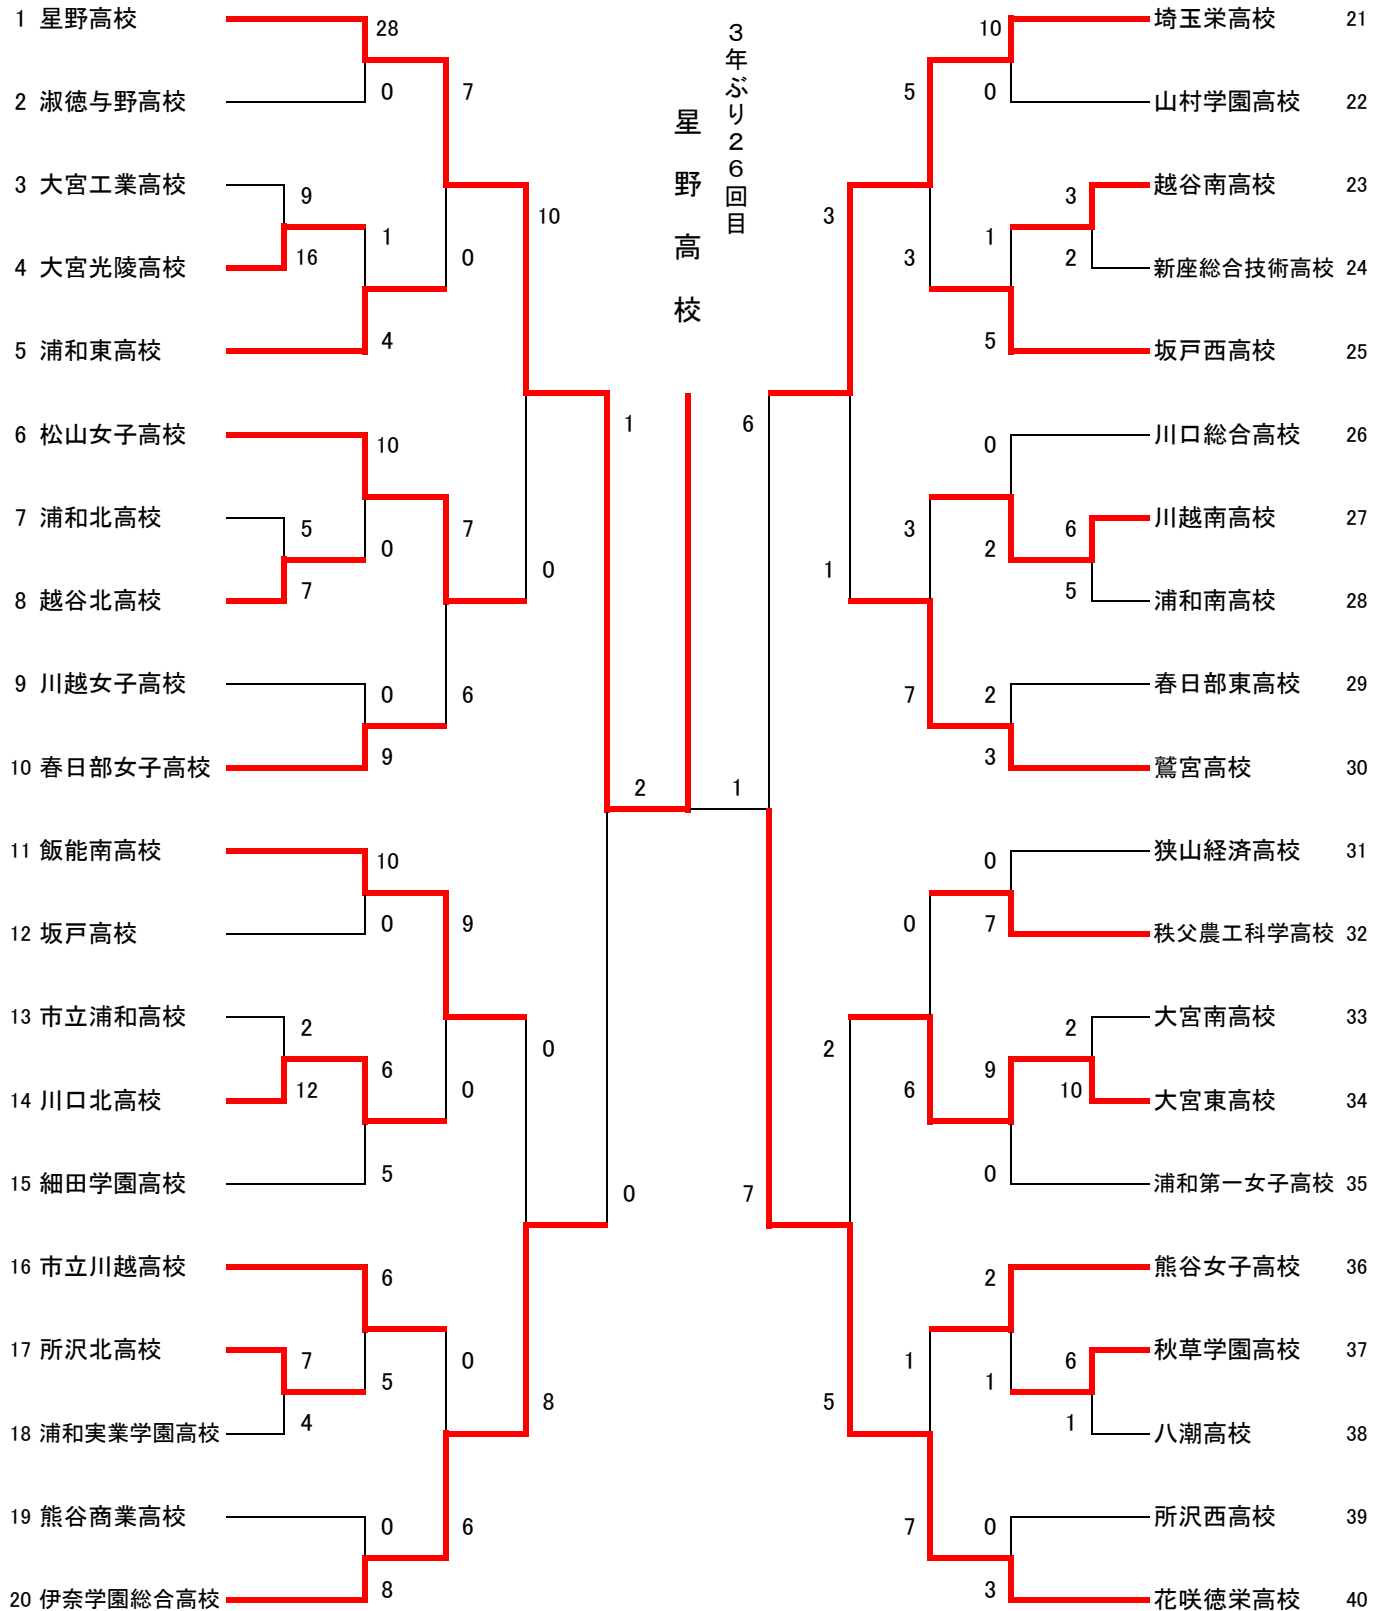 1 星野高校
28
0
2 淑徳与野高校
7
3 大宮工業高校
9
16
4 大宮光陵高校
1
4
5 浦和東高校
0
10
6 松山女子高校
10
0
7 浦和北高校
5
7
8 越谷北高校
7
9 川越女子高校
0
9
10 春日部女子高校
6
0
1
11 飯能南高校
10
0
12 坂戸高校
9
13 市立浦和高校
2
12
14 川口北高校
6
5
15 細田学園高校
0
0
16 市立川越高校
6
5
17 所沢北高校
7
4
18 浦和実業学園高校
0
19 熊谷商業高校
0
8
20 伊奈学園総合高校
6
8
0
2
3年ぶり26回目
星野高校
1
埼玉栄高校 21
10
0
山村学園高校 22
5
越谷南高校 23
3
2
新座総合技術高校 24
1
5
坂戸西高校 25
3
3
川口総合高校 26
0
2
川越南高校 27
6
5
浦和南高校 28
3
春日部東高校 29
2
3
鷲宮高校 30
7
1
6
狭山経済高校 31
0
7
秩父農工科学高校 32
0
大宮南高校 33
2
10
大宮東高校 34
9
0
浦和第一女子高校 35
6
2
熊谷女子高校 36
2
1
秋草学園高校 37
6
1
八潮高校 38
1
所沢西高校 39
0
3
花咲徳栄高校 40
7
5
7